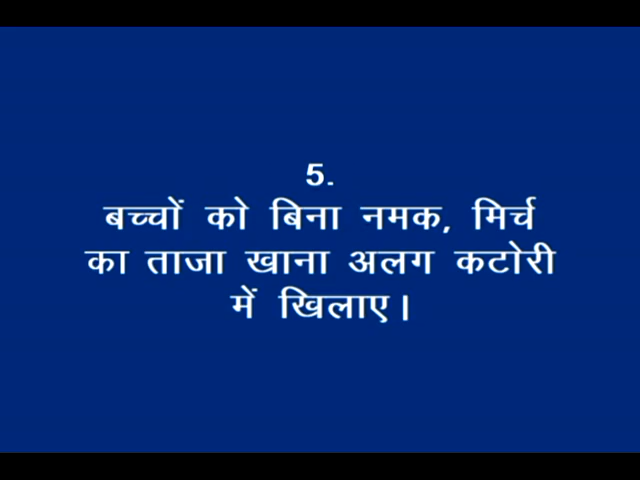 5.
बच्चों को बिना नमक, मिर्च
का ताजा खाना अलग कटोरी
में खिलाए।